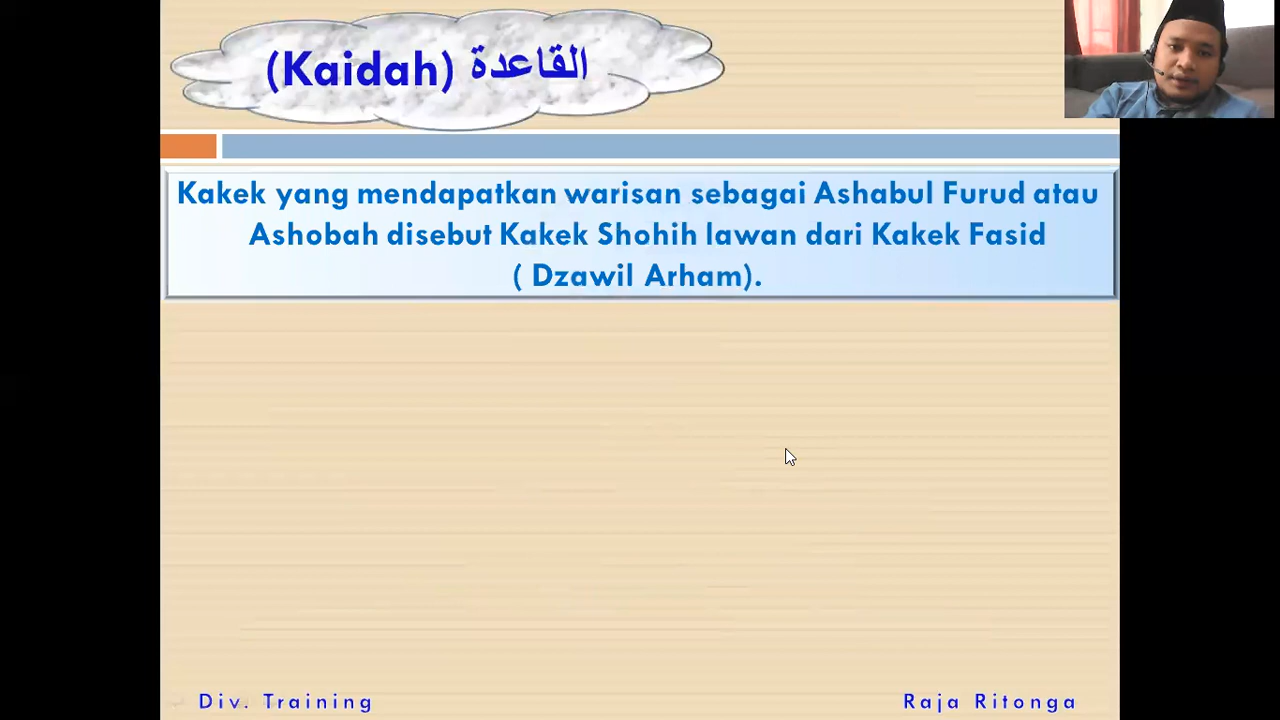 (Kaidah) القاعدة
Kakek yang mendapatkan warisan sebagai Ashabul Furud atau
Ashobah disebut Kakek Shohih lawan dari Kakek Fasid
( Dzawil Arham).
Div. Training
Raja Ritonga